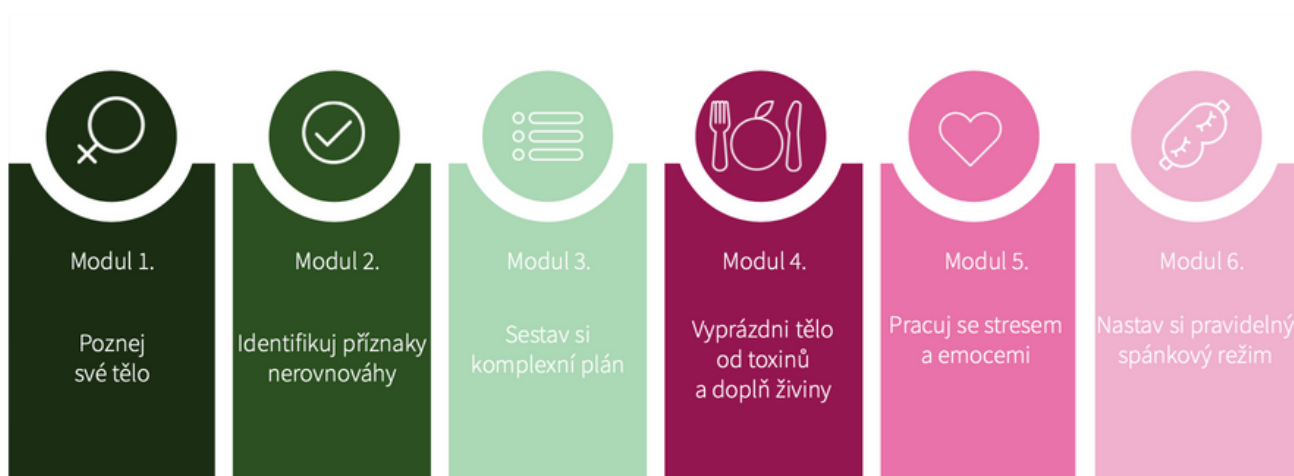 Modul 1.
Poznej
své tělo
Modul 2.
Identifikuj příznaky
nerovnováhy
Modul 3.
Sestav si
komplexní plán
Modul 4.
Vyprázdni tělo
od toxinů
a doplň živiny
Modul 5.
Pracuj se stresem
a emocemi
Modul 6.
Nastav si pravidelný
spánkový režim